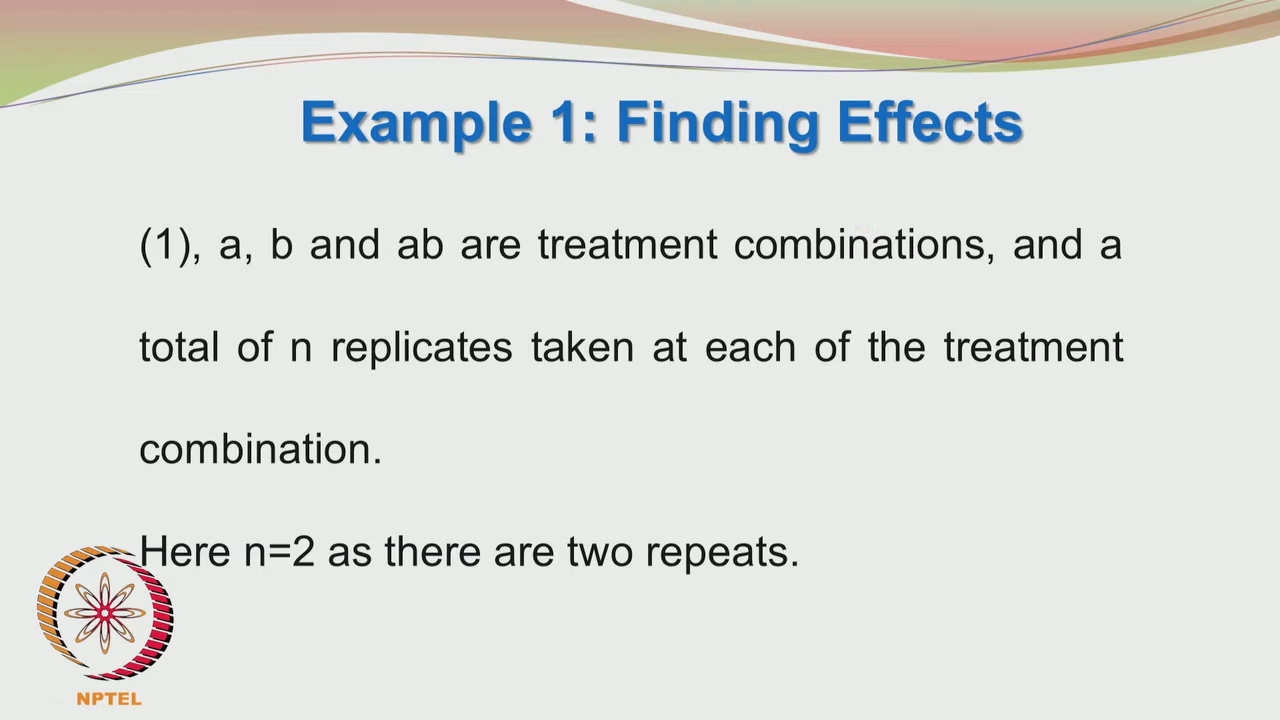 Example 1: Finding Effects
(1), a, b and ab are treatment combinations, and a
total of n replicates taken at each of the treatment
combination.
Here n=2 as there are two repeats.
NPTEL